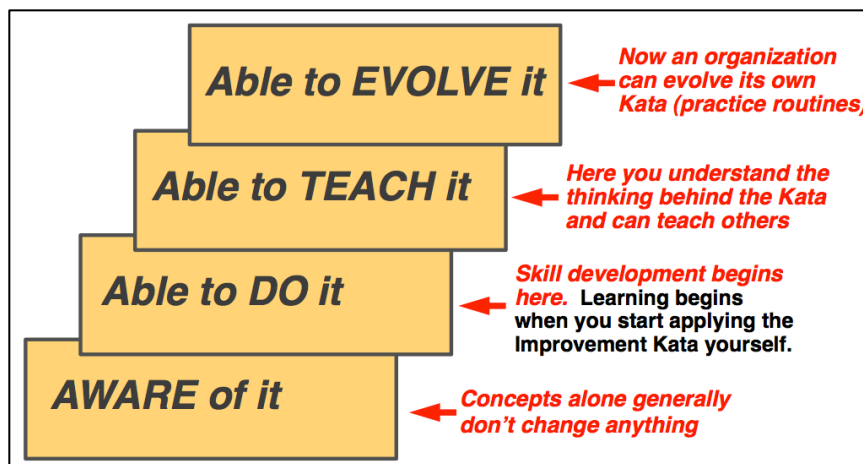 Able to EVOLVE it
Now an organization
can evolve its own
Kata (practice routines)
Able to TEACH it
Here you understand the
thinking behind the Kata
and can teach others
Able to DO it
Skill development begins
here. Learning begins
when you start applying the
Improvement Kata yourself.
AWARE of it
Concepts alone generally
don't change anything